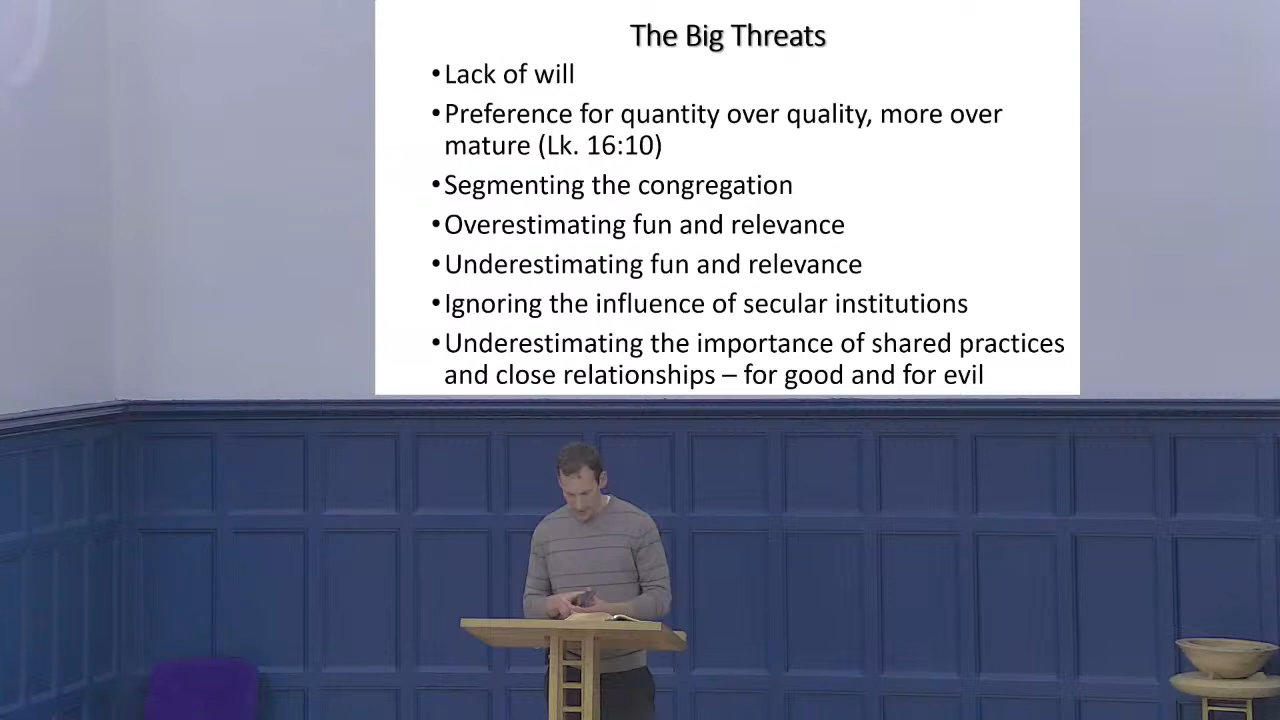 The Big Threats
•Lack of will
•Preference for quantity over quality, more over
mature (Lk. 16:10)
•Segmenting the congregation
•Overestimating fun and relevance
•Underestimating fun and relevance
•Ignoring the influence of secular institutions
•Underestimating the importance of shared practices
and close relationships – for good and for evil